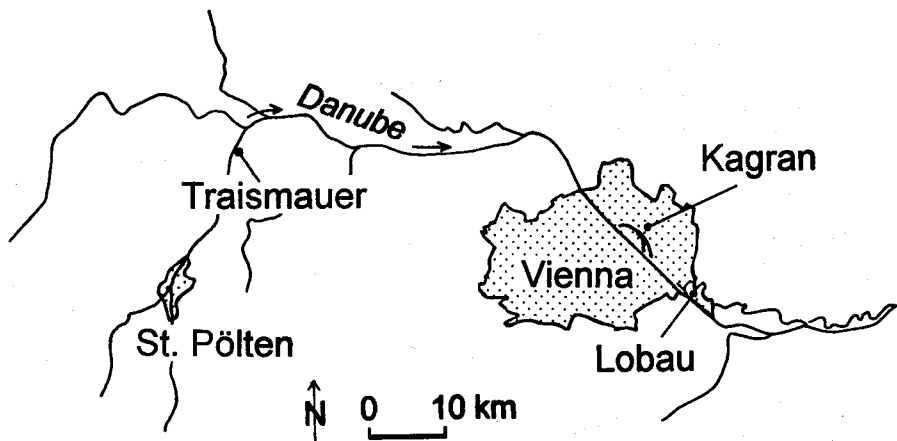 Danube
Kagran
Traismauer
Vienna
St. Pölten
Lobau
N 0 10 km